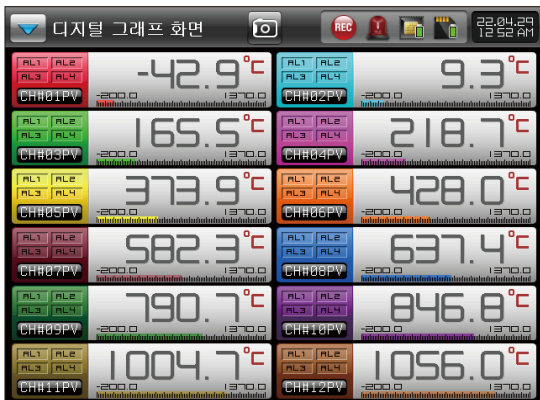 디지털 그래프 화면 REC 22.04.29
12:52 AM
AL1 AL2 AL3 AL4 CH#01PV -42.9°C -200.0 1370.0
AL1 AL2 AL3 AL4 CH#02PV 9.3°C -200.0 1370.0
AL1 AL2 AL3 AL4 CH#03PV 165.5°C -200.0 1370.0
AL1 AL2 AL3 AL4 CH#04PV 218.7°C -200.0 1370.0
AL1 AL2 AL3 AL4 CH#05PV 373.9°C -200.0 1370.0
AL1 AL2 AL3 AL4 CH#06PV 428.0°C -200.0 1370.0
AL1 AL2 AL3 AL4 CH#07PV 582.3°C -200.0 1370.0
AL1 AL2 AL3 AL4 CH#08PV 637.4°C -200.0 1370.0
AL1 AL2 AL3 AL4 CH#09PV 790.7°C -200.0 1370.0
AL1 AL2 AL3 AL4 CH#10PV 846.8°C -200.0 1370.0
AL1 AL2 AL3 AL4 CH#11PV 1004.7°C -200.0 1370.0
AL1 AL2 AL3 AL4 CH#12PV 1056.0°C -200.0 1370.0